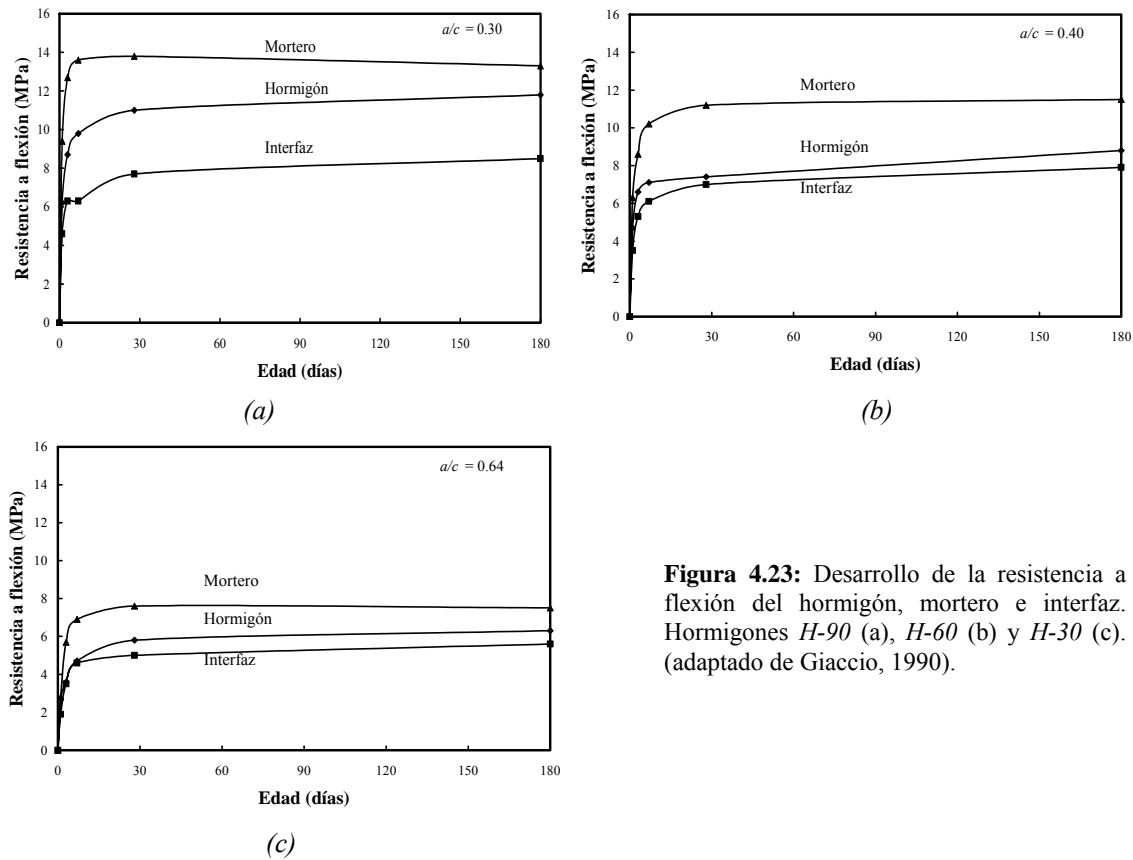 16
14
12
10
8
6
4
2
0
0
30
60
90
120
150
180
Resistencia a flexión (MPa)
Edad (días)
a/c = 0.30
Mortero
Hormigón
Interfaz
(a)
16
14
12
10
8
6
4
2
0
0
30
60
90
120
150
180
Resistencia a flexión (MPa)
Edad (días)
a/c = 0.40
Mortero
Hormigón
Interfaz
(b)
16
14
12
10
8
6
4
2
0
0
30
60
90
120
150
180
Resistencia a flexión (MPa)
Edad (días)
a/c = 0.64
Mortero
Hormigón
Interfaz
(c)
Figura 4.23: Desarrollo de la resistencia a
flexión del hormigón, mortero e interfaz.
Hormigones H-90 (a), H-60 (b) y H-30 (c).
(adaptado de Giaccio, 1990).